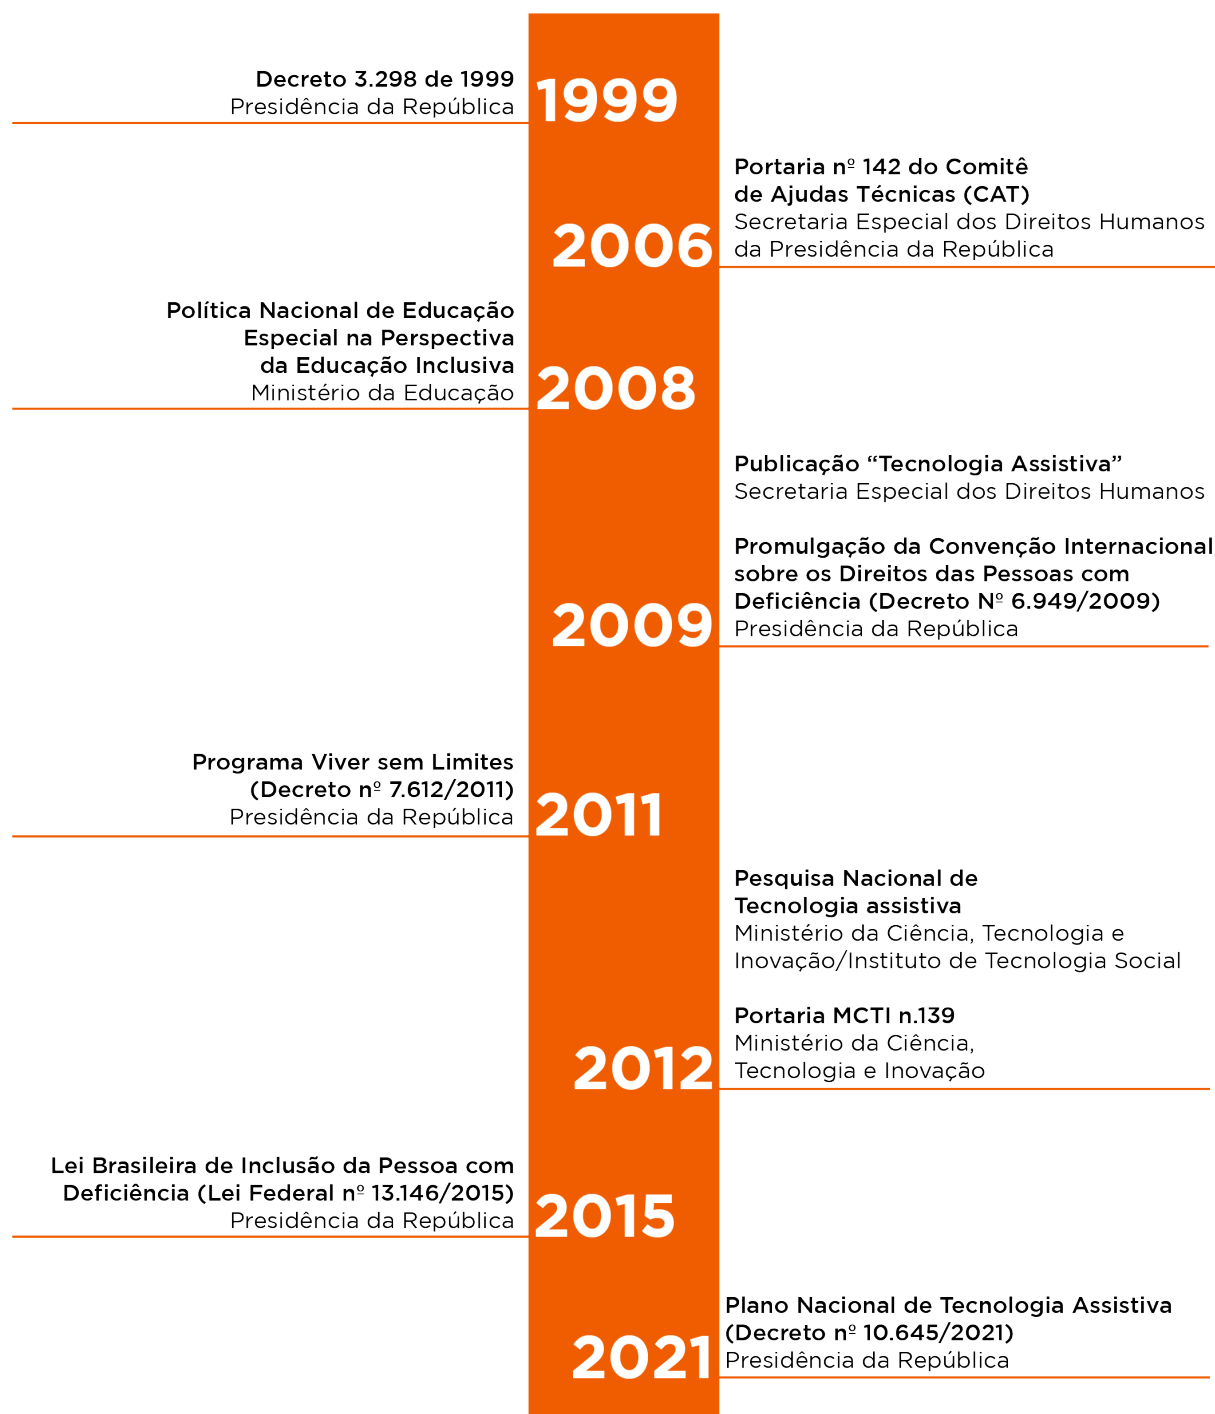 Decreto 3.298 de 1999
Presidência da República
1999
Portaria nº 142 do Comitê
de Ajudas Técnicas (CAT)
Secretaria Especial dos Direitos Humanos
da Presidência da República
2006
Política Nacional de Educação
Especial na Perspectiva
da Educação Inclusiva
Ministério da Educação
2008
Publicação “Tecnologia Assistiva”
Secretaria Especial dos Direitos Humanos
Promulgação da Convenção Internacional
sobre os Direitos das Pessoas com
Deficiência (Decreto Nº 6.949/2009)
Presidência da República
2009
Programa Viver sem Limites
(Decreto nº 7.612/2011)
Presidência da República
2011
Pesquisa Nacional de
Tecnologia assistiva
Ministério da Ciência, Tecnologia e
Inovação/Instituto de Tecnologia Social
Portaria MCTI n.139
Ministério da Ciência,
Tecnologia e Inovação
2012
Lei Brasileira de Inclusão da Pessoa com
Deficiência (Lei Federal nº 13.146/2015)
Presidência da República
2015
Plano Nacional de Tecnologia Assistiva
(Decreto nº 10.645/2021)
Presidência da República
2021